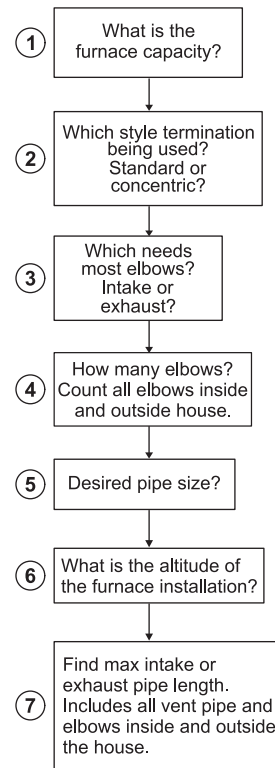 1
What is the
furnace capacity?
2
Which style termination
being used?
Standard or
concentric?
3
Which needs
most elbows?
Intake or
exhaust?
4
How many elbows?
Count all elbows inside
and outside house.
5
Desired pipe size?
6
What is the altitude of
the furnace installation?
7
Find max intake or
exhaust pipe length.
Includes all vent pipe and
elbows inside and outside
the house.